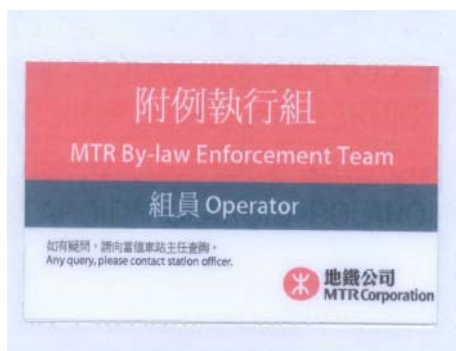 附例執行組
MTR By-law Enforcement Team
組員 Operator
如有疑問，請向當值車站主任查詢。
Any query, please contact station officer.
地鐵公司
MTR Corporation